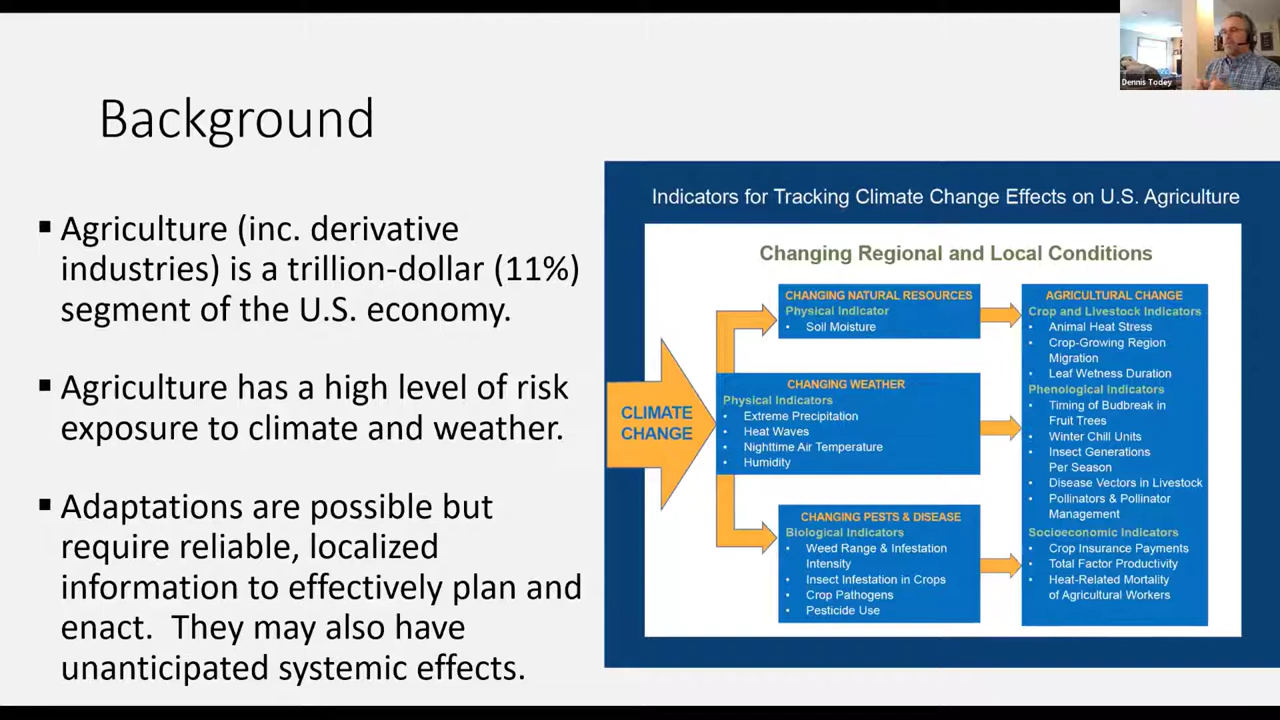 Dennis Todey
Background
▪ Agriculture (inc. derivative
industries) is a trillion-dollar (11%)
segment of the U.S. economy.
▪ Agriculture has a high level of risk
exposure to climate and weather.
▪ Adaptations are possible but
require reliable, localized
information to effectively plan and
enact. They may also have
unanticipated systemic effects.
Indicators for Tracking Climate Change Effects on U.S. Agriculture
Changing Regional and Local Conditions
CLIMATE
CHANGE
CHANGING NATURAL RESOURCES
Physical Indicator
• Soil Moisture
CHANGING WEATHER
Physical Indicators
• Extreme Precipitation
• Heat Waves
• Nighttime Air Temperature
• Humidity
CHANGING PESTS & DISEASE
Biological Indicators
• Weed Range & Infestation
Intensity
• Insect Infestation in Crops
• Crop Pathogens
• Pesticide Use
AGRICULTURAL CHANGE
Crop and Livestock Indicators
• Animal Heat Stress
• Crop-Growing Region
Migration
• Leaf Wetness Duration
Phenological Indicators
• Timing of Budbreak in
Fruit Trees
• Winter Chill Units
• Insect Generations
Per Season
• Disease Vectors in Livestock
• Pollinators & Pollinator
Management
Socioeconomic Indicators
• Crop Insurance Payments
• Total Factor Productivity
• Heat-Related Mortality
of Agricultural Workers